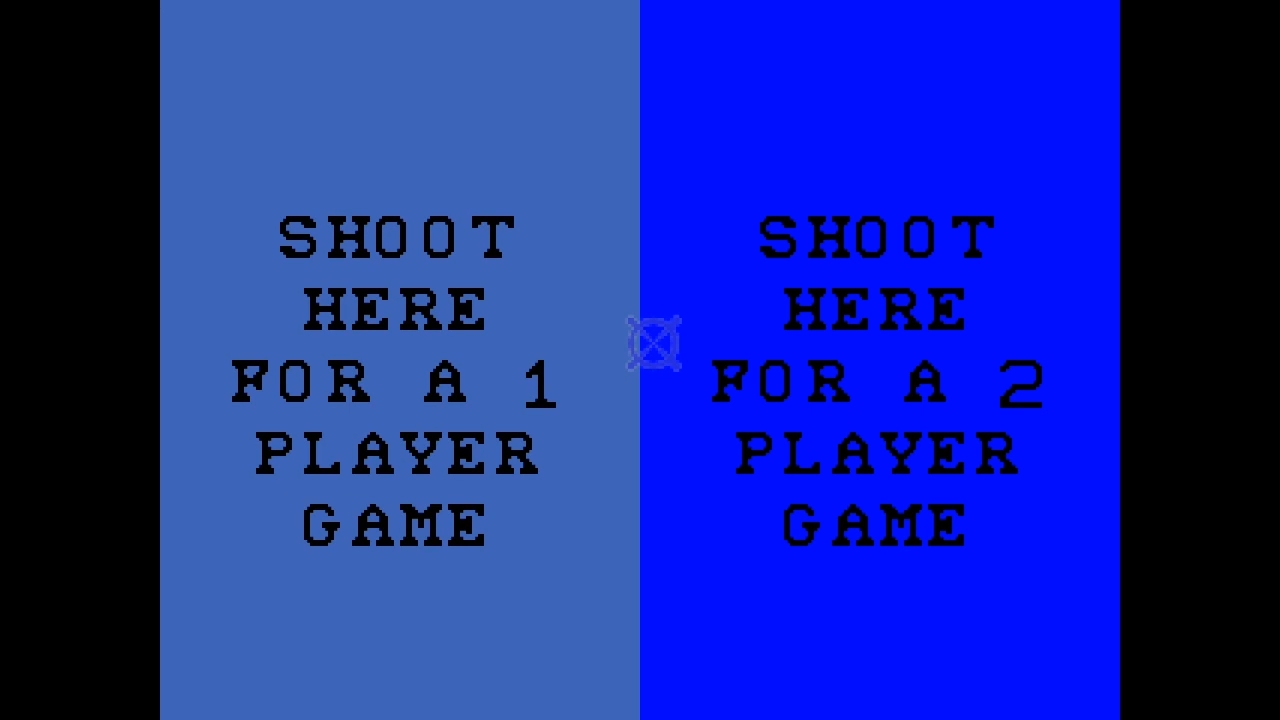 SHOOT
HERE
FOR A 1
PLAYER
GAME
SHOOT
HERE
FOR A 2
PLAYER
GAME